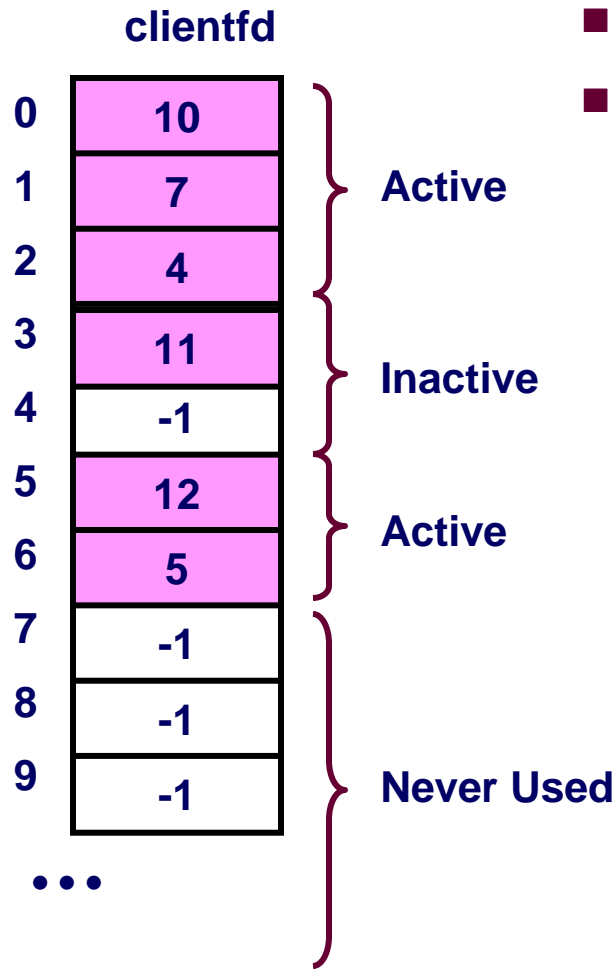 clientfd
0 10
1 7 Active
2 4
3 11
Inactive
4 -1
5 12
Active
6 5
7 -1
8 -1
9 -1 Never Used
•••